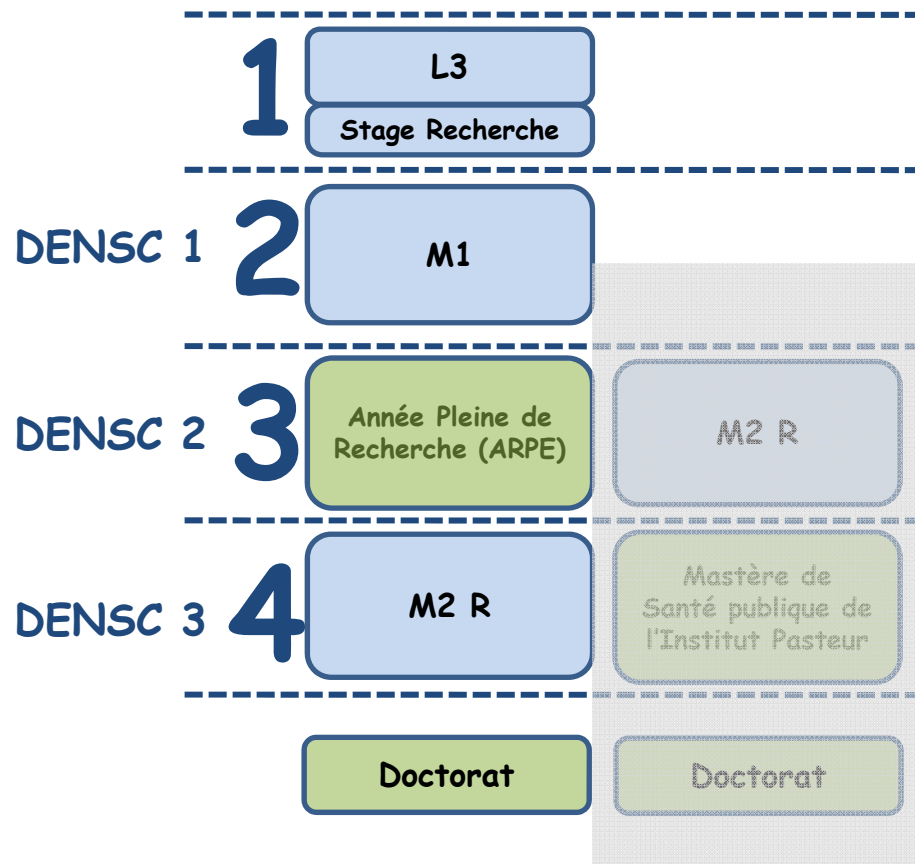 1
L3
Stage Recherche
DENSC 1
2
M1
DENSC 2
3
Année Pleine de
Recherche (ARPE)
M2 R
DENSC 3
4
M2 R
Mastère de
Santé publique de
l'Institut Pasteur
Doctorat
Doctorat